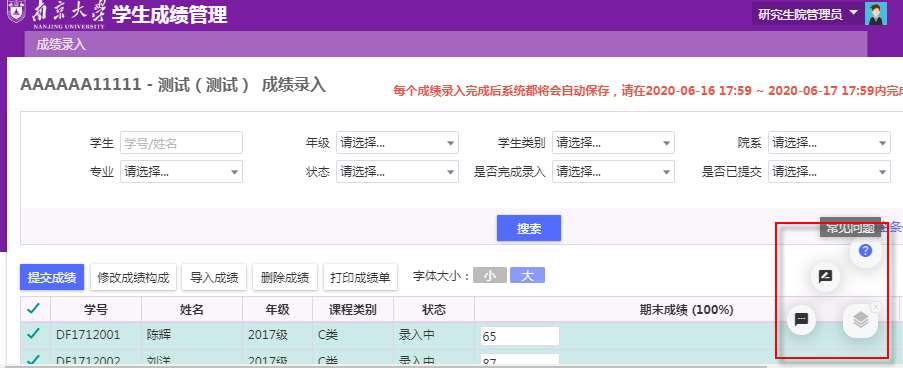 南京大学 学生成绩管理
NANJING UNIVERSITY
研究生院管理员
成绩录入
AAAAAA11111 - 测试（测试） 成绩录入
每个成绩录入完成后系统都将会自动保存，请在2020-06-16 17:59 ~ 2020-06-17 17:59内完成
学生 学号/姓名 年级 请选择... 学生类别 请选择... 院系 请选择...
专业 请选择... 状态 请选择... 是否完成录入 请选择... 是否已提交 请选择...
搜索
常见问题
提交成绩 修改成绩构成 导入成绩 删除成绩 打印成绩单 字体大小： 小 大
学号 姓名 年级 课程类别 状态 期末成绩 (100%)
DF1712001 陈辉 2017级 C类 录入中 65
DF1712002 刘洋 2017级 C类 录入中 87